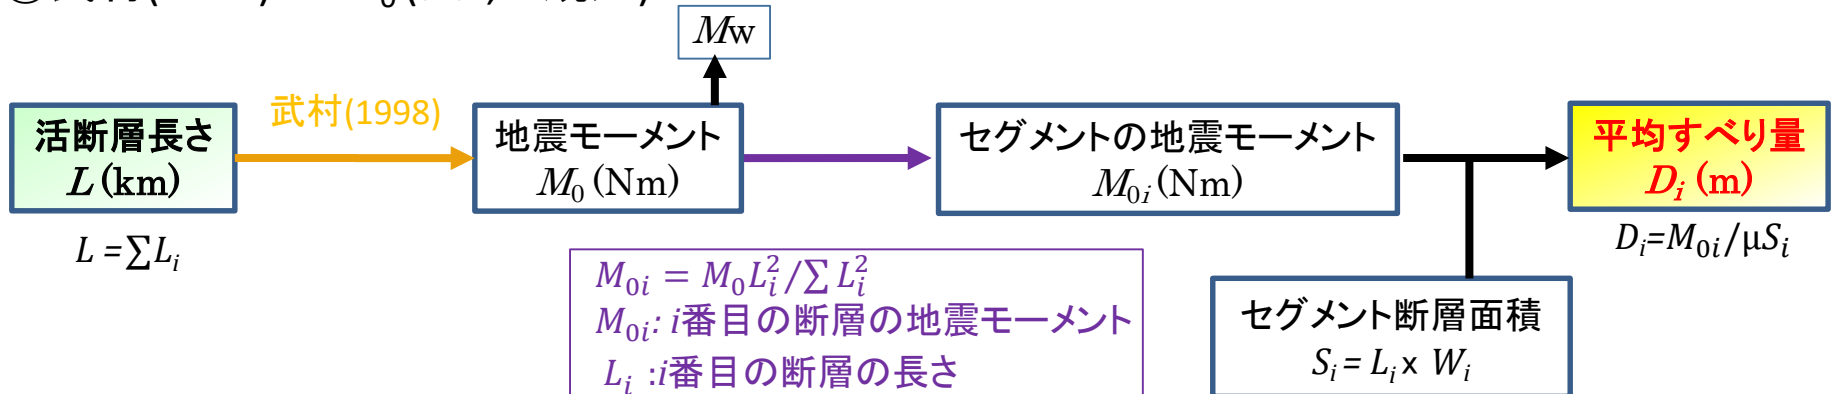 Mw
活断層長さ
L (km)
武村(1998)
地震モーメント
M₀ (Nm)
セグメントの地震モーメント
M₀ᵢ (Nm)
平均すべり量
Dᵢ (m)
L =∑Lᵢ
Dᵢ=M₀ᵢ/μSᵢ
M₀ᵢ = M₀Lᵢ²/∑ Lᵢ²
M₀ᵢ: i番目の断層の地震モーメント
Lᵢ :i番目の断層の長さ
セグメント断層面積
Sᵢ = Lᵢ x Wᵢ